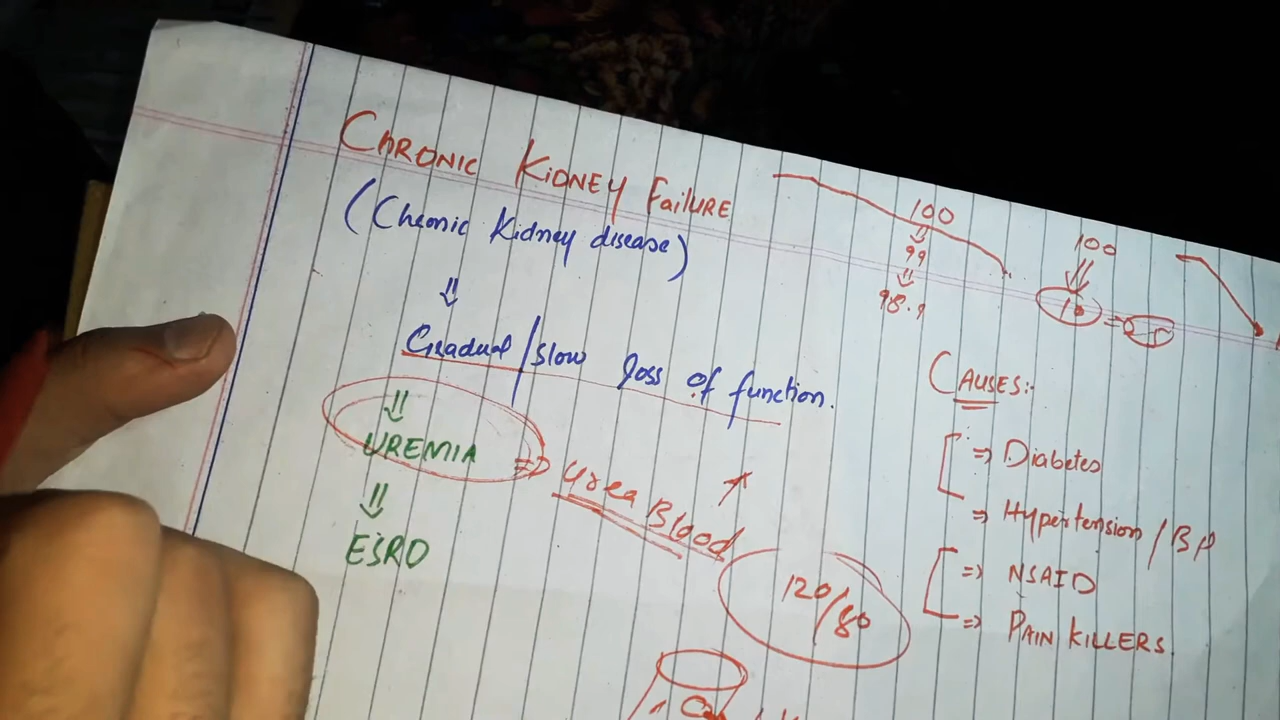 CHRONIC KIDNEY FAILURE
(Chronic Kidney disease)
⇓
Gradual/Slow loss of function.
⇓
UREMIA ⇒ Urea Blood ↑
⇓
ESRD
100
⇓
99
⇓
98.9
100
⇓
10 =
CAUSES:-
⇒ Diabetes
⇒ Hypertension/BP
⇒ NSAID
⇒ PAIN KILLERS.
120/80